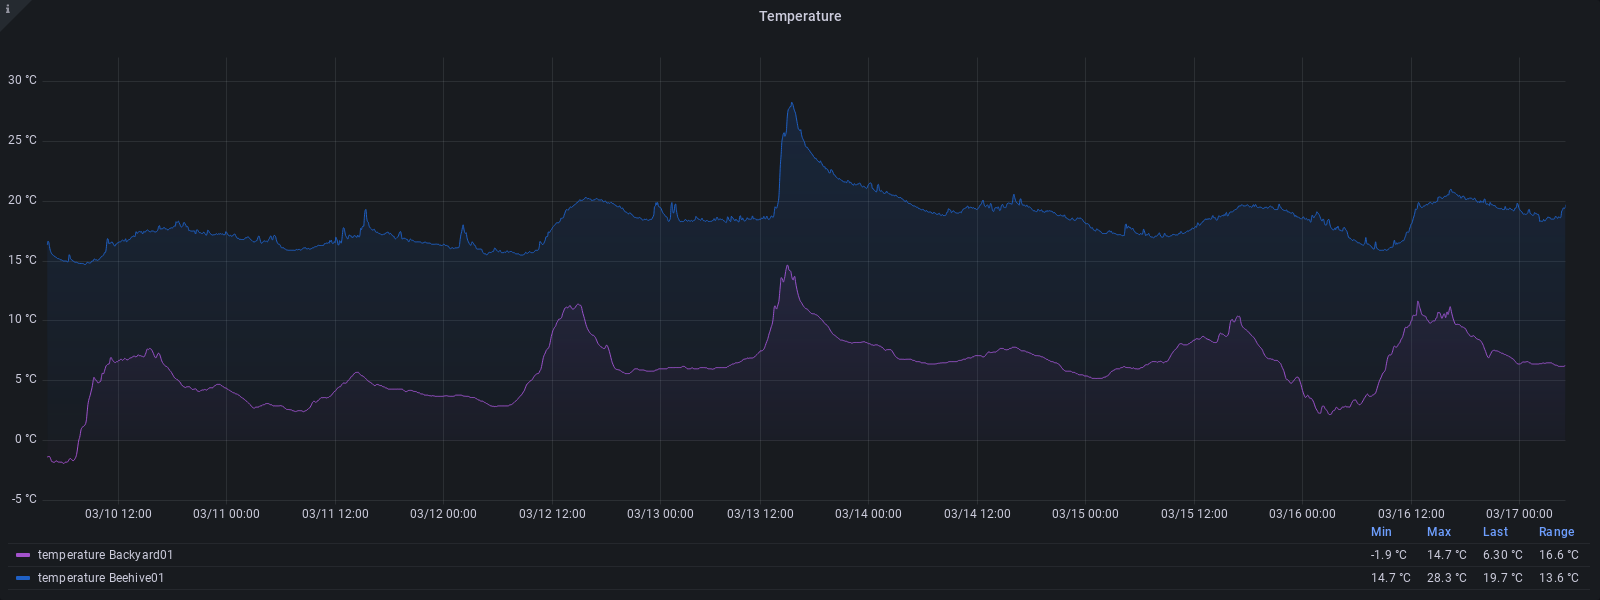 i
Temperature
30 °C
25 °C
20 °C
15 °C
10 °C
5 °C
0 °C
-5 °C
03/10 12:00 03/11 00:00 03/11 12:00 03/12 00:00 03/12 12:00 03/13 00:00 03/13 12:00 03/14 00:00 03/14 12:00 03/15 00:00 03/15 12:00 03/16 00:00 03/16 12:00 03/17 00:00
Min Max Last Range
temperature Backyard01 -1.9 °C 14.7 °C 6.30 °C 16.6 °C
temperature Beehive01 14.7 °C 28.3 °C 19.7 °C 13.6 °C